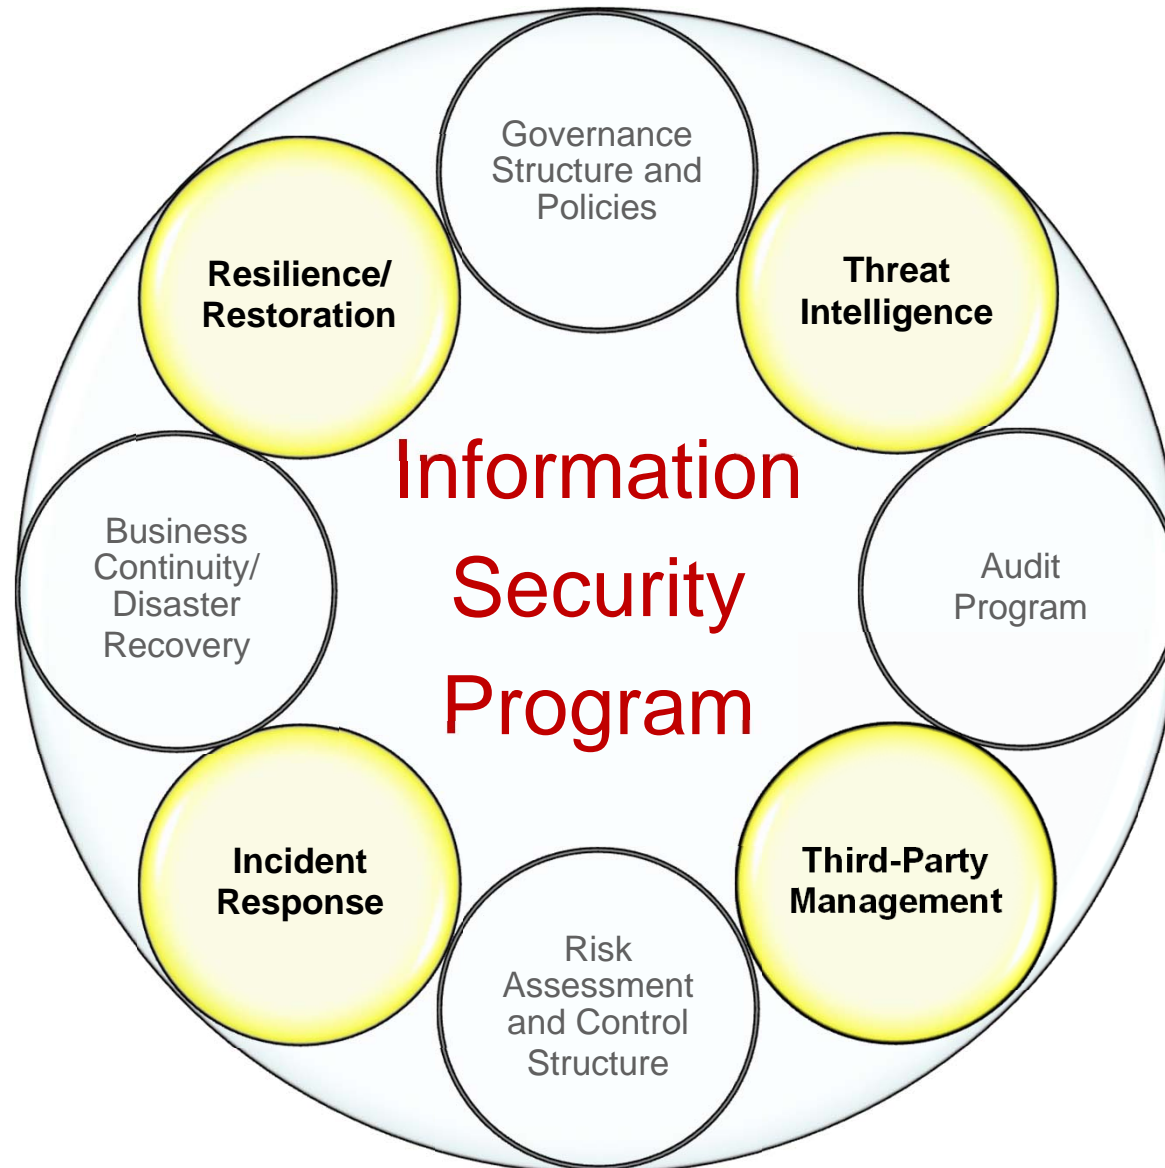 Governance
Structure and
Policies
Resilience/
Restoration
Threat
Intelligence
Information
Security
Program
Business
Continuity/
Disaster
Recovery
Audit
Program
Incident
Response
Third-Party
Management
Risk
Assessment
and Control
Structure